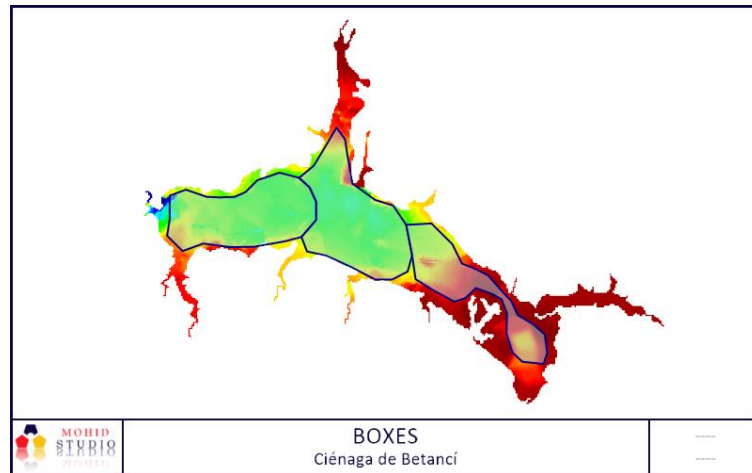 MOHID
STUDIO
BOXES
Ciénaga de Betancí
----
----